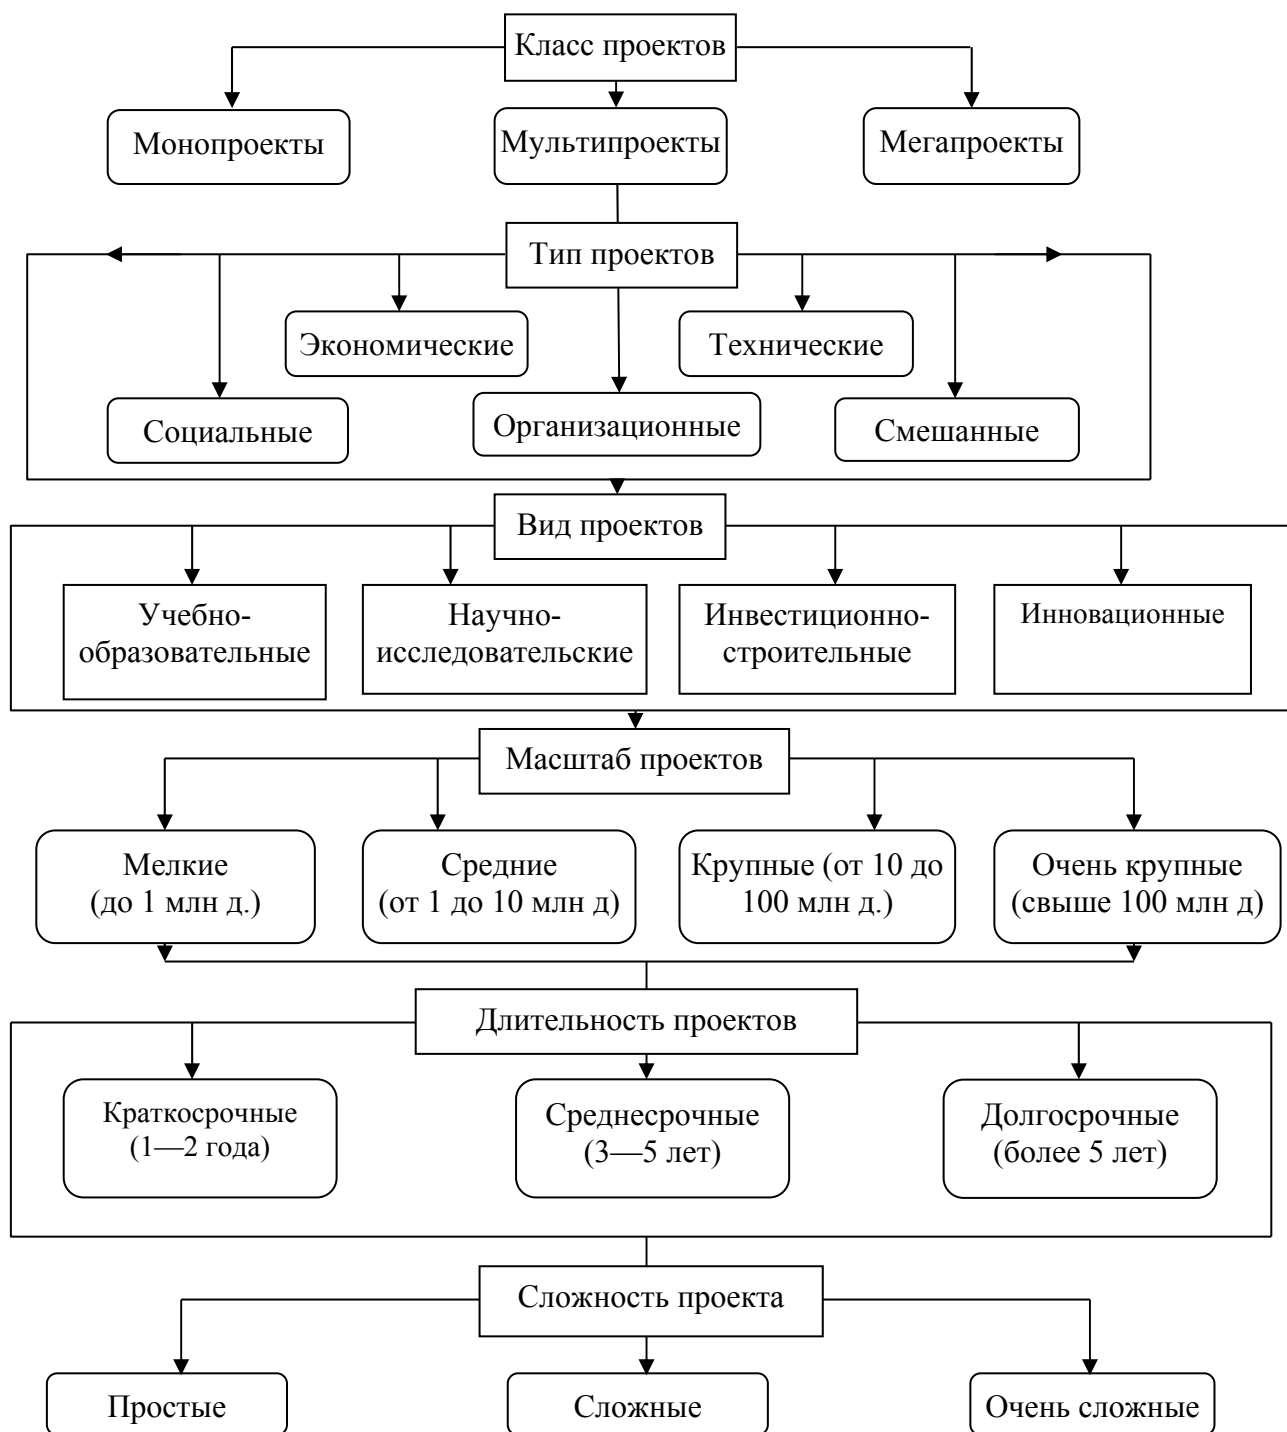 Класс проектов
Монопроекты
Мультипроекты
Мегапроекты
Тип проектов
Экономические
Технические
Социальные
Организационные
Смешанные
Вид проектов
Учебно-
образовательные
Научно-
исследовательские
Инвестиционно-
строительные
Инновационные
Масштаб проектов
Мелкие
(до 1 млн д.)
Средние
(от 1 до 10 млн д)
Крупные (от 10 до
100 млн д.)
Очень крупные
(свыше 100 млн д)
Длительность проектов
Краткосрочные
(1—2 года)
Среднесрочные
(3—5 лет)
Долгосрочные
(более 5 лет)
Сложность проекта
Простые
Сложные
Очень сложные